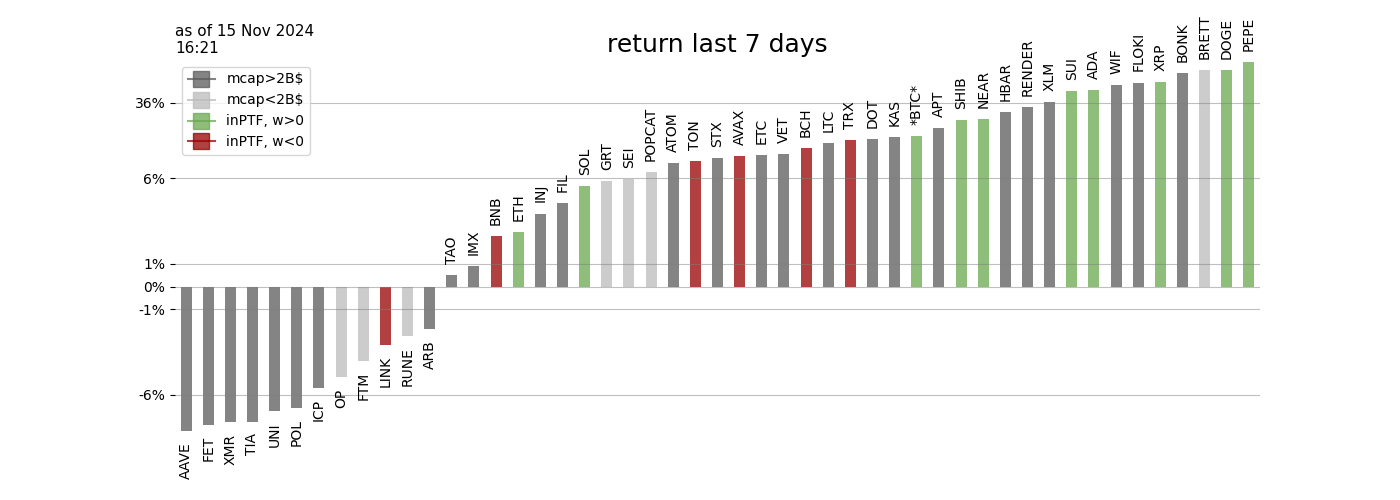 as of 15 Nov 2024
16:21
return last 7 days
mcap>2B$
mcap<2B$
inPTF, w>0
inPTF, w<0
36%
6%
1%
0%
-1%
-6%
AAVE
FET
XMR
TIA
UNI
POL
ICP
OP
FTM
LINK
RUNE
ARB
TAO
IMX
BNB
ETH
INJ
FIL
SOL
GRT
SEI
POPCAT
ATOM
TON
STX
AVAX
ETC
VET
BCH
LTC
TRX
DOT
KAS
*BTC*
APT
SHIB
NEAR
HBAR
RENDER
XLM
SUI
ADA
WIF
FLOKI
XRP
BONK
BRETT
DOGE
PEPE